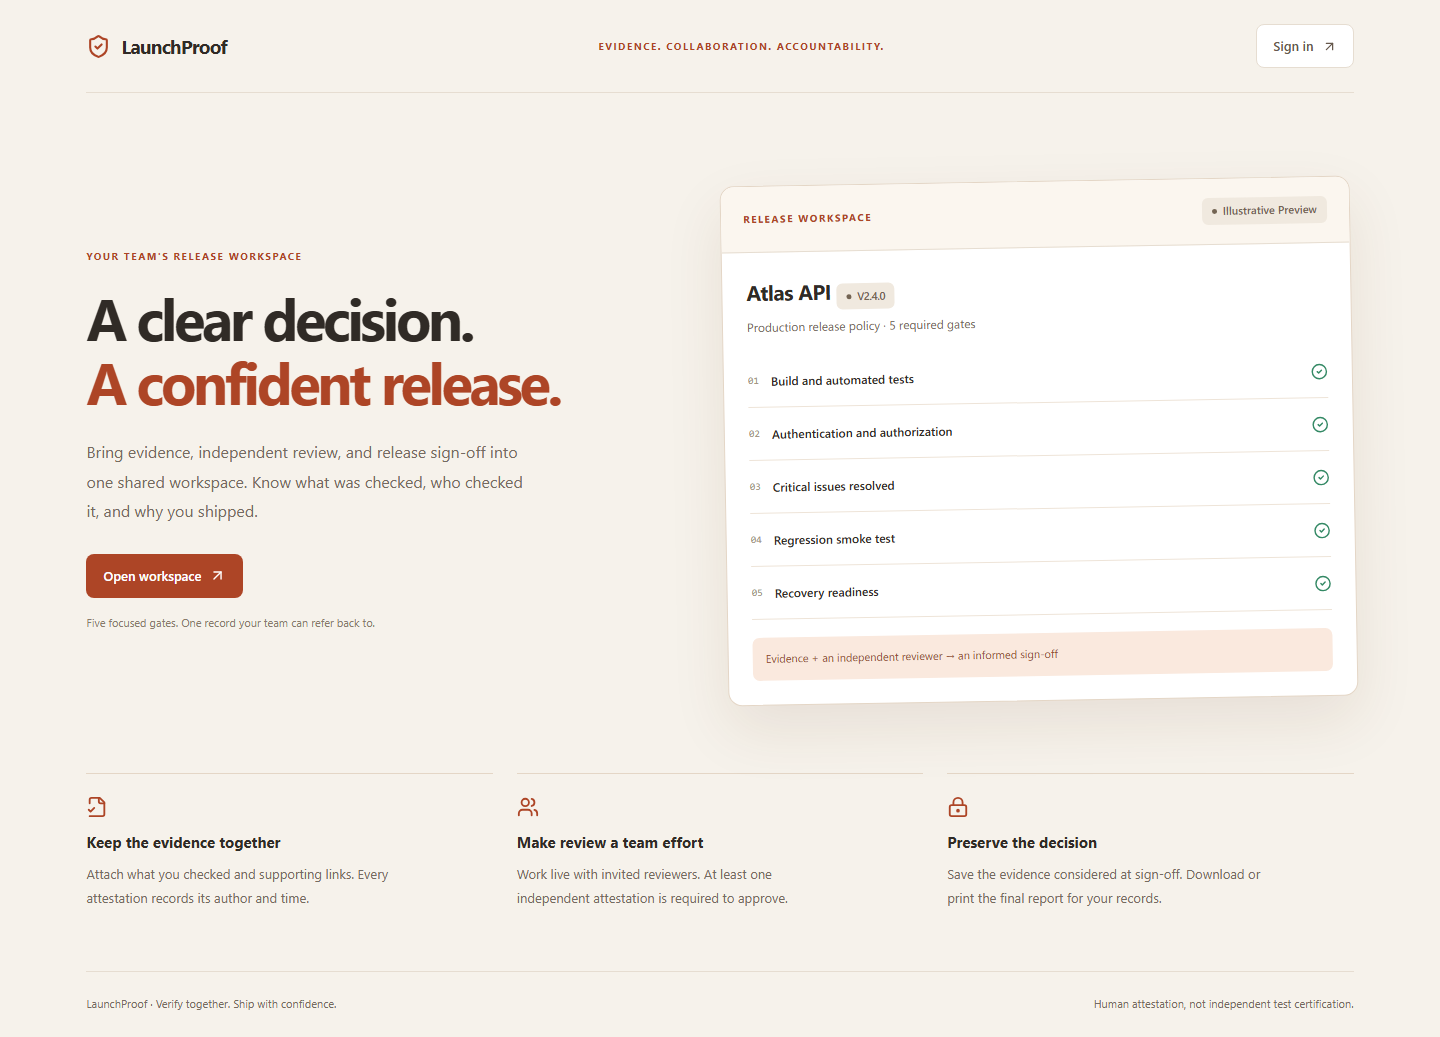 LaunchProof
EVIDENCE. COLLABORATION. ACCOUNTABILITY.
Sign in
YOUR TEAM'S RELEASE WORKSPACE
A clear decision.
A confident release.
Bring evidence, independent review, and release sign-off into
one shared workspace. Know what was checked, who checked
it, and why you shipped.
Open workspace
Five focused gates. One record your team can refer back to.
RELEASE WORKSPACE
Illustrative Preview
Atlas API V2.4.0
Production release policy · 5 required gates
01 Build and automated tests
02 Authentication and authorization
03 Critical issues resolved
04 Regression smoke test
05 Recovery readiness
Evidence + an independent reviewer → an informed sign-off
Keep the evidence together
Attach what you checked and supporting links. Every
attestation records its author and time.
Make review a team effort
Work live with invited reviewers. At least one
independent attestation is required to approve.
Preserve the decision
Save the evidence considered at sign-off. Download or
print the final report for your records.
LaunchProof · Verify together. Ship with confidence.
Human attestation, not independent test certification.